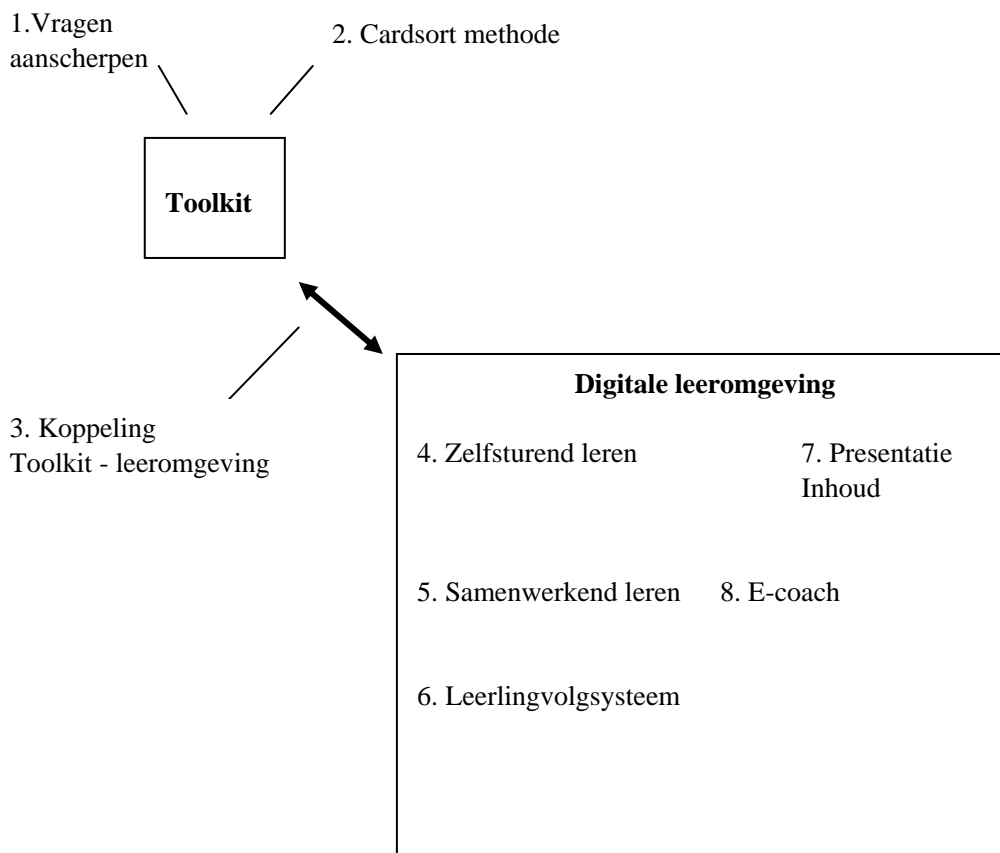 1.Vragen
aanscherpen
2. Cardsort methode
Toolkit
3. Koppeling
Toolkit - leeromgeving
Digitale leeromgeving
4. Zelfsturend leren
7. Presentatie
Inhoud
5. Samenwerkend leren
8. E-coach
6. Leerlingvolgsysteem